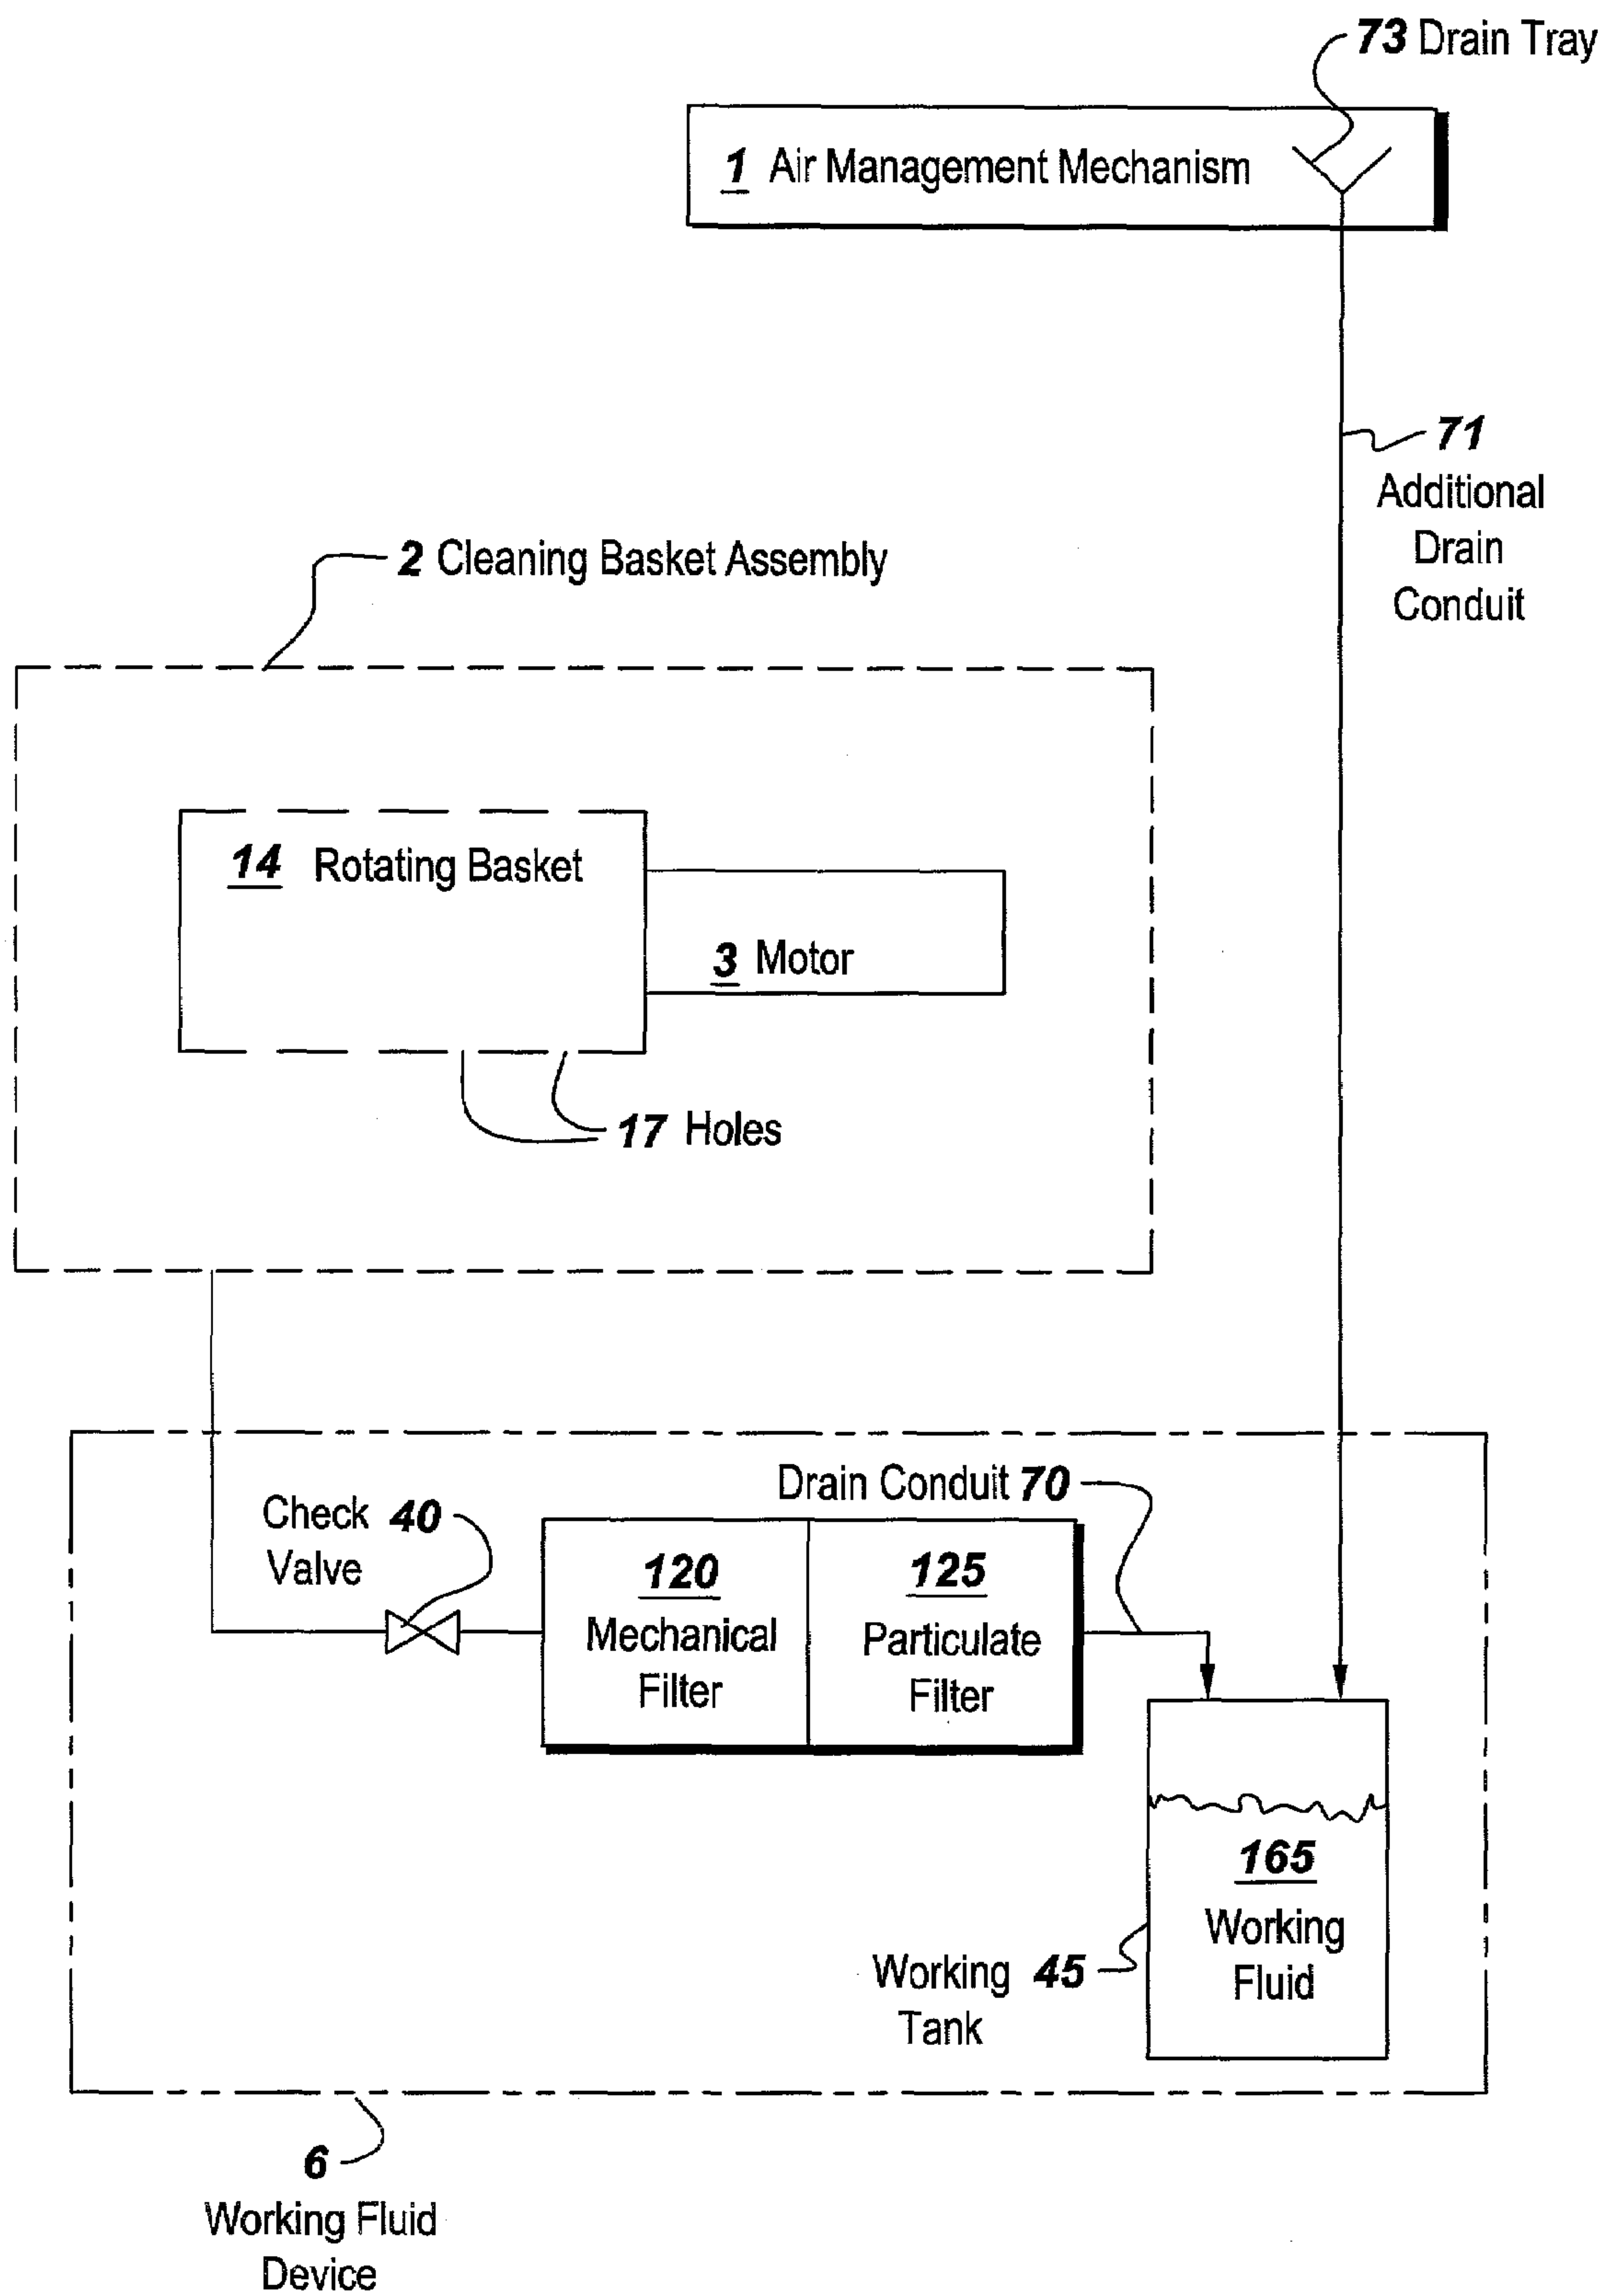 73 Drain Tray
1 Air Management Mechanism
71
Additional
Drain
Conduit
2 Cleaning Basket Assembly
14 Rotating Basket
3 Motor
17 Holes
Drain Conduit 70
Check 40
Valve
120
Mechanical
Filter
125
Particulate
Filter
165
Working
Fluid
Working 45
Tank
6
Working Fluid
Device